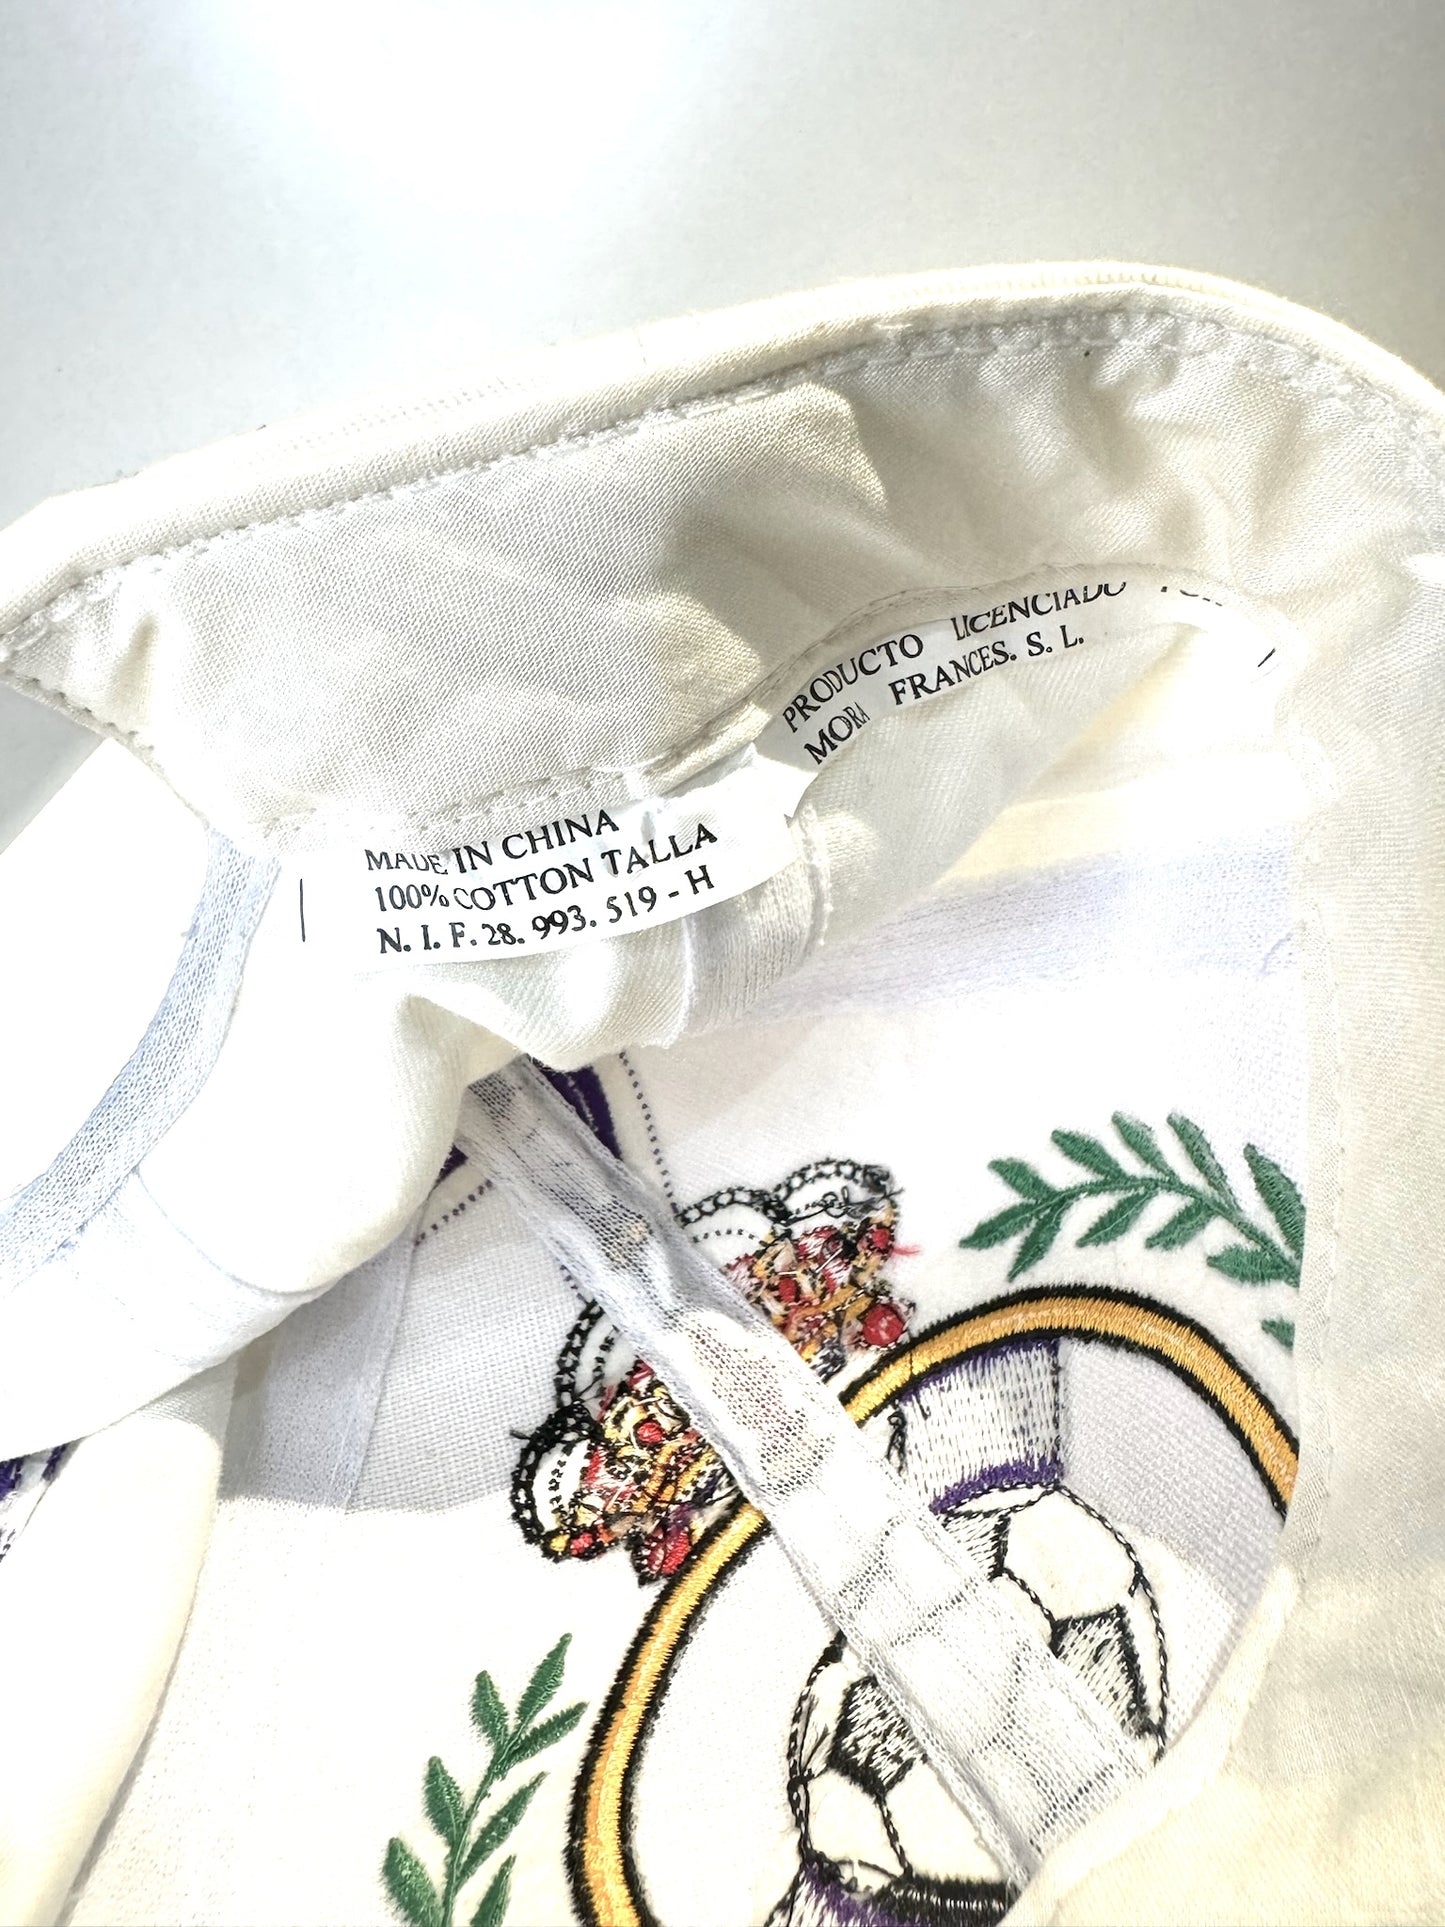 PRODUCTO LICENCIADO
MORA FRANCES. S. L.
MADE IN CHINA
100% COTTON TALLA
N. I. F. 28. 993. 519 - H